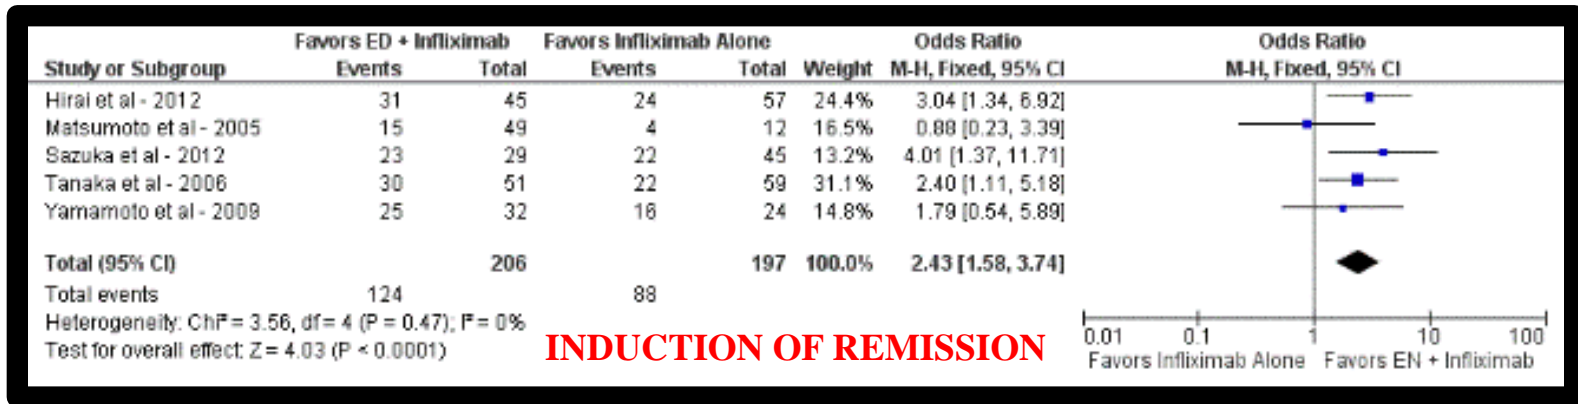 Favors ED + Infliximab Favors Infliximab Alone Odds Ratio Odds Ratio
Study or Subgroup Events Total Events Total Weight M-H, Fixed, 95% CI M-H, Fixed, 95% CI
Hirai et al - 2012 31 45 24 57 24.4% 3.04 [1.34, 6.92]
Matsumoto et al - 2005 15 49 4 12 16.5% 0.88 [0.23, 3.39]
Sazuka et al - 2012 23 29 22 45 13.2% 4.01 [1.37, 11.71]
Tanaka et al - 2006 30 51 22 59 31.1% 2.40 [1.11, 5.18]
Yamamoto et al - 2009 25 32 16 24 14.8% 1.79 [0.54, 5.89]
Total (95% CI) 206 197 100.0% 2.43 [1.58, 3.74]
Total events 124 88
Heterogeneity: Chi² = 3.56, df = 4 (P = 0.47); I² = 0%
Test for overall effect: Z = 4.03 (P < 0.0001)
INDUCTION OF REMISSION
0.01 0.1 1 10 100
Favors Infliximab Alone Favors EN + Infliximab